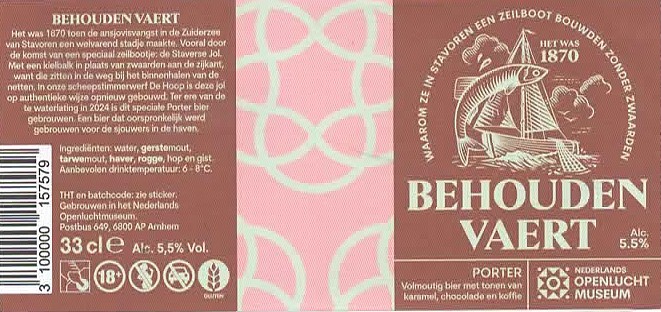 BEHOUDEN VAERT
Het was 1870 toen de ansjovisvangst in de Zuiderzee
van Stavoren een welvarend stadje maakte. Vooral door
de komst van een speciaal zeilbootje: de Staverse Jol.
Met een kielbalk in plaats van zwaarden aan de zijkant,
want die zitten in de weg bij het binnenhalen van de
netten. In onze scheepstimmerwerf De Hoop is deze jol
op authentieke wijze opnieuw gebouwd. Ter ere van de
te waterlating in 2024 is dit speciale Porter bier
gebrouwen. Een bier dat oorspronkelijk werd
gebrouwen voor de sjouwers in de haven.
Ingrediënten: water, gerstemout,
tarwemout, haver, rogge, hop en gist.
Aanbevolen drinktemperatuur: 6 - 8°C.
THT en batchcode: zie sticker.
Gebrouwen in het Nederlands
Openluchtmuseum.
Postbus 649, 6800 AP Arnhem
33 cl e Alc. 5,5% Vol.
18+
GLUTEN
3 100000 157579
WAAROM ZE IN STAVOREN EEN ZEILBOOT BOUWDEN ZONDER ZWAARDEN
HET WAS
1870
BEHOUDEN
VAERT
Alc.
5.5%
PORTER
Volmoutig bier met tonen van
karamel, chocolade en koffie
NEDERLANDS
OPENLUCHT
MUSEUM